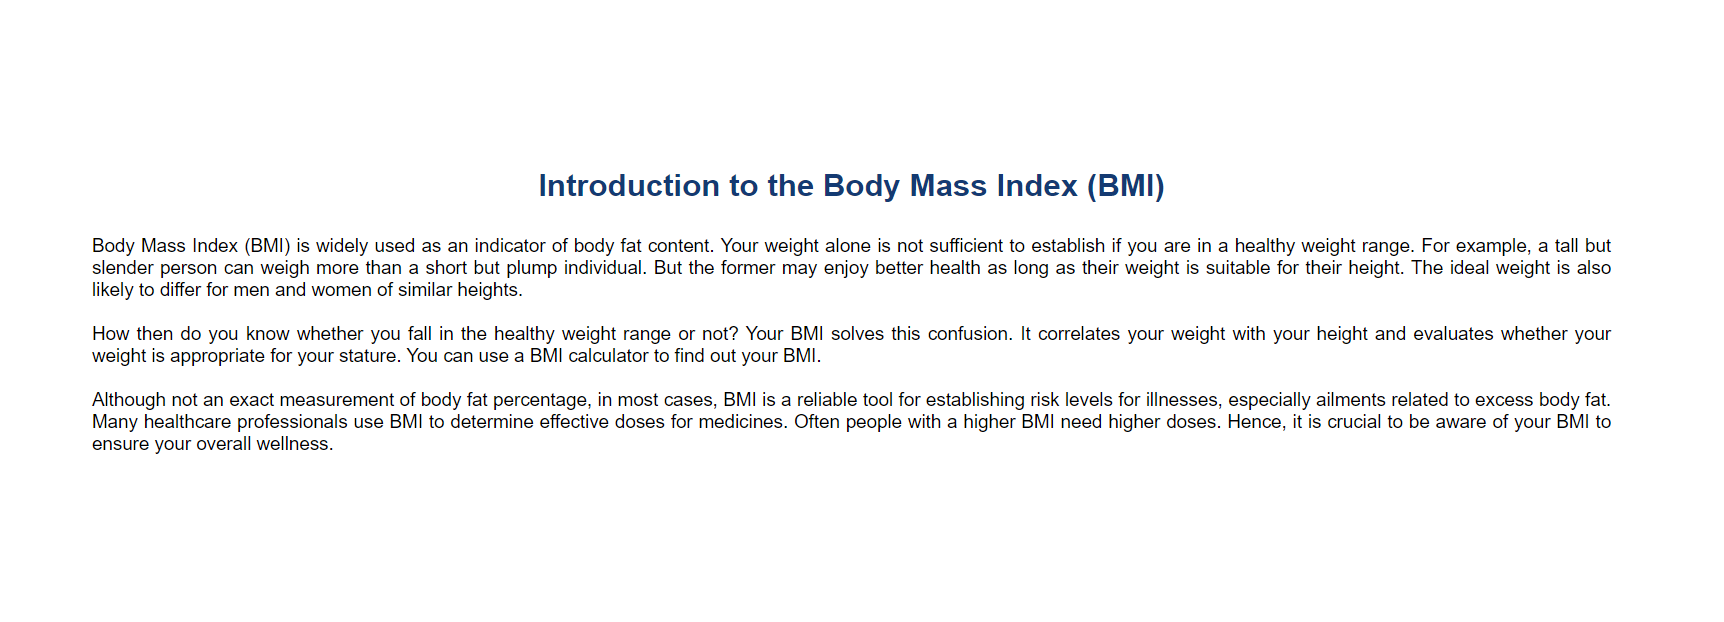 Introduction to the Body Mass Index (BMI)
Body Mass Index (BMI) is widely used as an indicator of body fat content. Your weight alone is not sufficient to establish if you are in a healthy weight range. For example, a tall but
slender person can weigh more than a short but plump individual. But the former may enjoy better health as long as their weight is suitable for their height. The ideal weight is also
likely to differ for men and women of similar heights.
How then do you know whether you fall in the healthy weight range or not? Your BMI solves this confusion. It correlates your weight with your height and evaluates whether your
weight is appropriate for your stature. You can use a BMI calculator to find out your BMI.
Although not an exact measurement of body fat percentage, in most cases, BMI is a reliable tool for establishing risk levels for illnesses, especially ailments related to excess body fat.
Many healthcare professionals use BMI to determine effective doses for medicines. Often people with a higher BMI need higher doses. Hence, it is crucial to be aware of your BMI to
ensure your overall wellness.